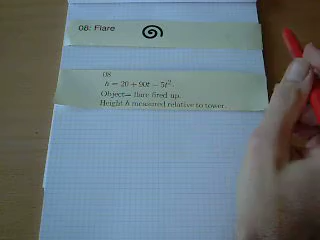 08: Flare
08
h = 20 + 90t − 5t².
Object= flare fired up.
Height h measured relative to tower.